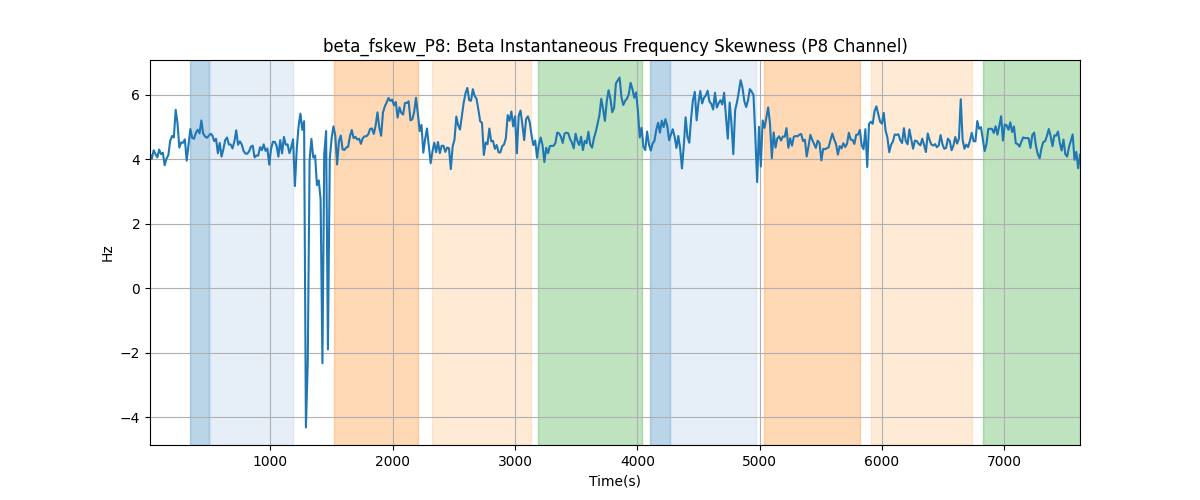 beta_fskew_P8: Beta Instantaneous Frequency Skewness (P8 Channel)
Hz
6
4
2
0
−2
−4
1000 2000 3000 4000 5000 6000 7000
Time(s)